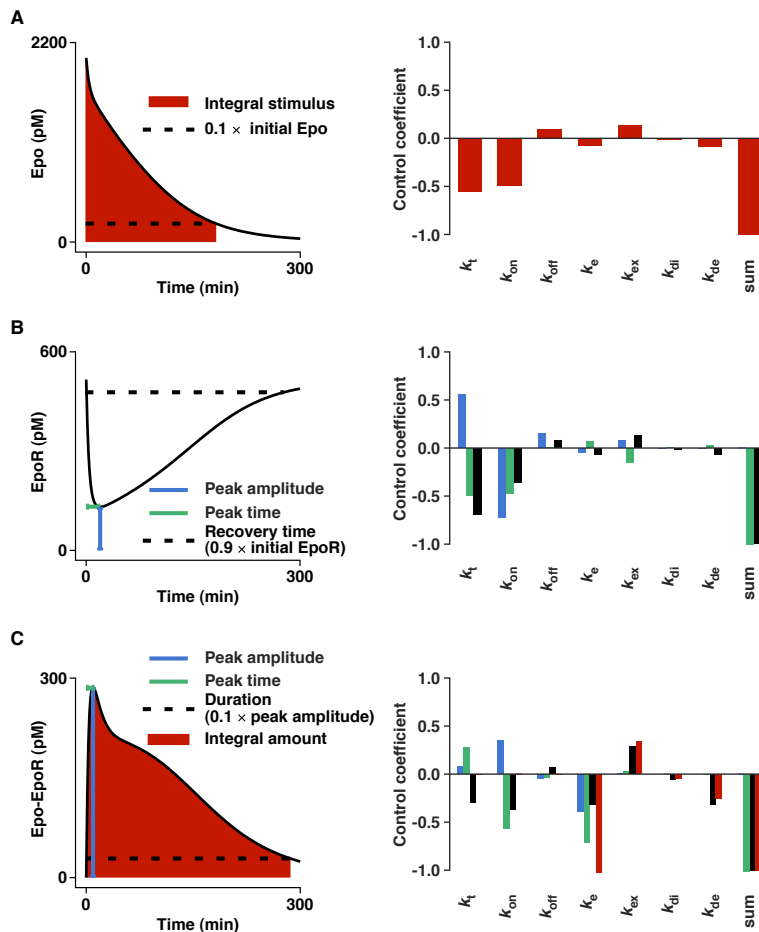 A
2200
Epo (pM)
0
0
300
Time (min)
Integral stimulus
0.1 × initial Epo
Control coefficient
1.0
0.5
0.0
-0.5
-1.0
kt
kon
koff
ke
kex
kdi
kde
sum
B
600
EpoR (pM)
0
0
300
Time (min)
Peak amplitude
Peak time
Recovery time
(0.9 × initial EpoR)
Control coefficient
1.0
0.5
0.0
-0.5
-1.0
kt
kon
koff
ke
kex
kdi
kde
sum
C
Peak amplitude
Peak time
Duration
(0.1 × peak amplitude)
Integral amount
300
Epo-EpoR (pM)
0
0
300
Time (min)
Control coefficient
1.0
0.5
0.0
-0.5
-1.0
kt
kon
koff
ke
kex
kdi
kde
sum